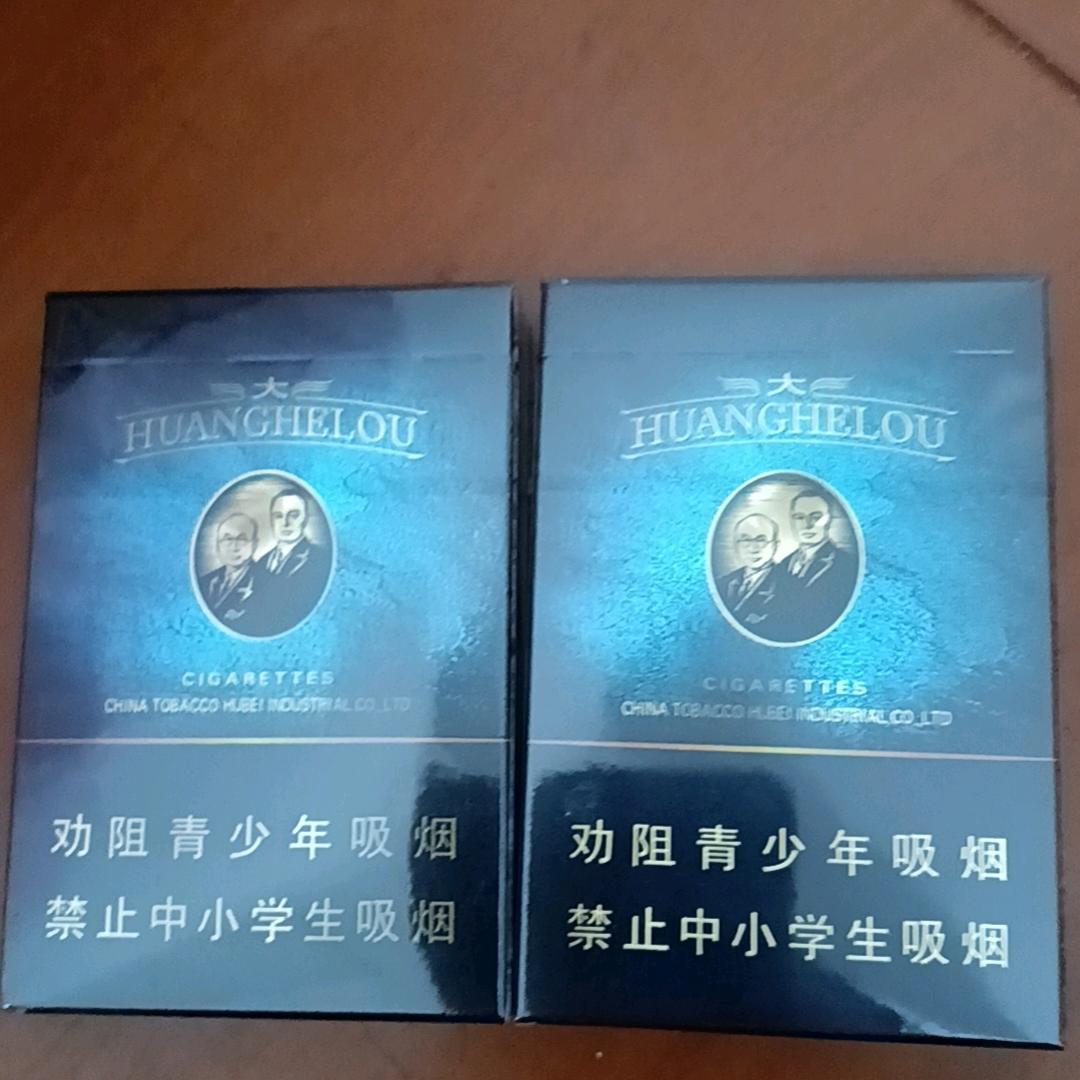 大
HUANGHELOU
CIGARETTES
CHINA TOBACCO HUBEI INDUSTRIAL CO.,LTD
劝阻青少年吸烟
禁止中小学生吸烟
大
HUANGHELOU
CIGARETTES
CHINA TOBACCO HUBEI INDUSTRIAL CO.,LTD
劝阻青少年吸烟
禁止中小学生吸烟